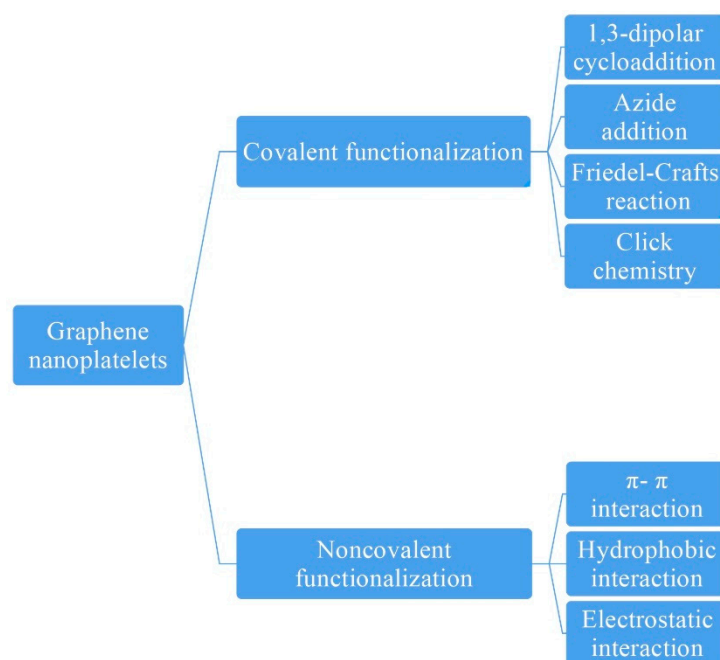 1,3-dipolar
cycloaddition
Azide
addition
Covalent functionalization
Friedel-Crafts
reaction
Click
chemistry
Graphene
nanoplatelets
π- π
interaction
Noncovalent
functionalization
Hydrophobic
interaction
Electrostatic
interaction